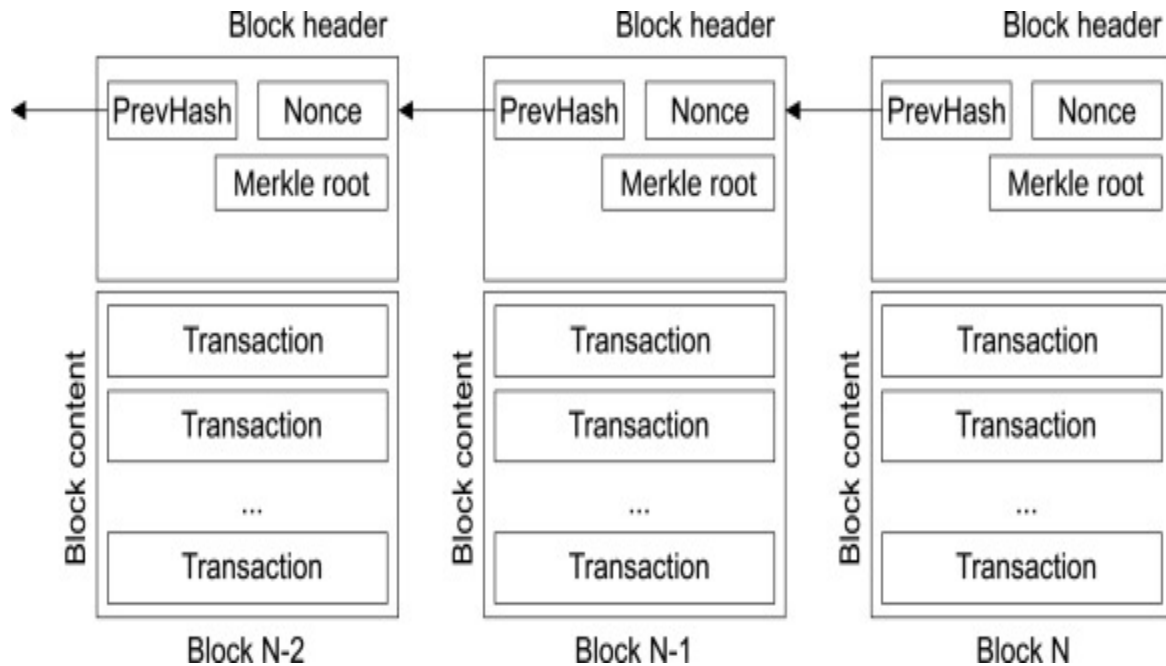 Block header Block header Block header
PrevHash Nonce PrevHash Nonce PrevHash Nonce
Merkle root Merkle root Merkle root
Block content Block content Block content
Transaction Transaction Transaction
Transaction Transaction Transaction
... ... ...
Transaction Transaction Transaction
Block N-2 Block N-1 Block N